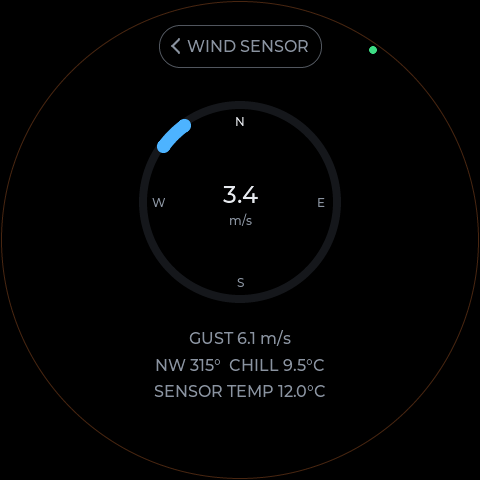 WIND SENSOR
N
W
3.4
E
m/s
S
GUST 6.1 m/s
NW 315° CHILL 9.5°C
SENSOR TEMP 12.0°C